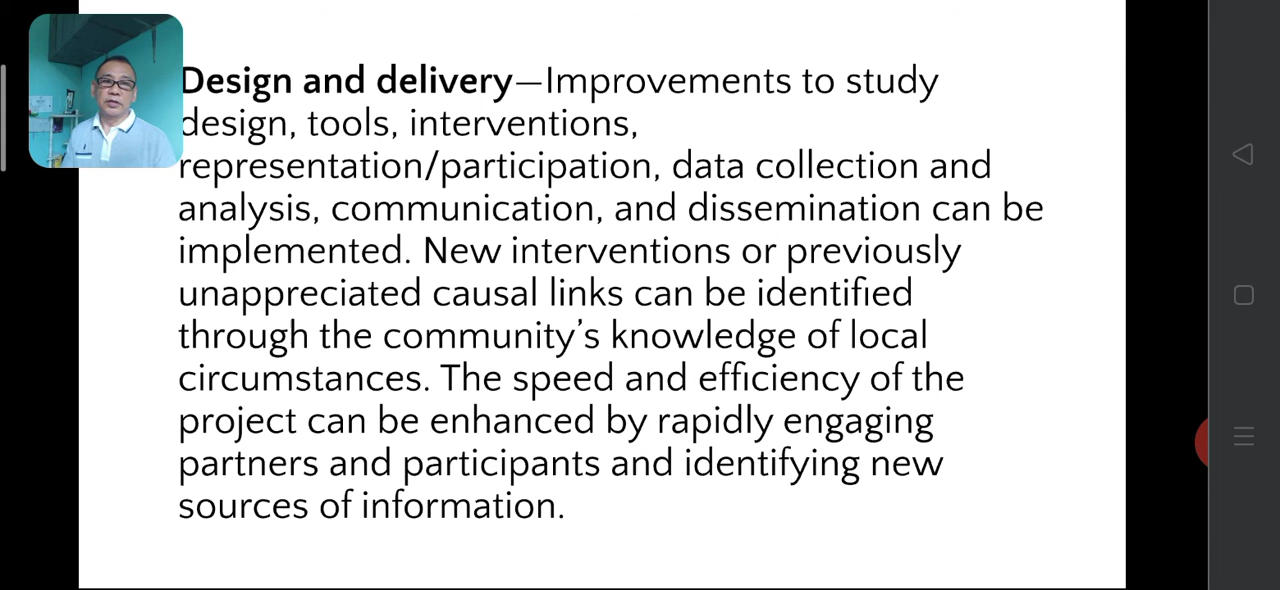 Design and delivery—Improvements to study
design, tools, interventions,
representation/participation, data collection and
analysis, communication, and dissemination can be
implemented. New interventions or previously
unappreciated causal links can be identified
through the community’s knowledge of local
circumstances. The speed and efficiency of the
project can be enhanced by rapidly engaging
partners and participants and identifying new
sources of information.